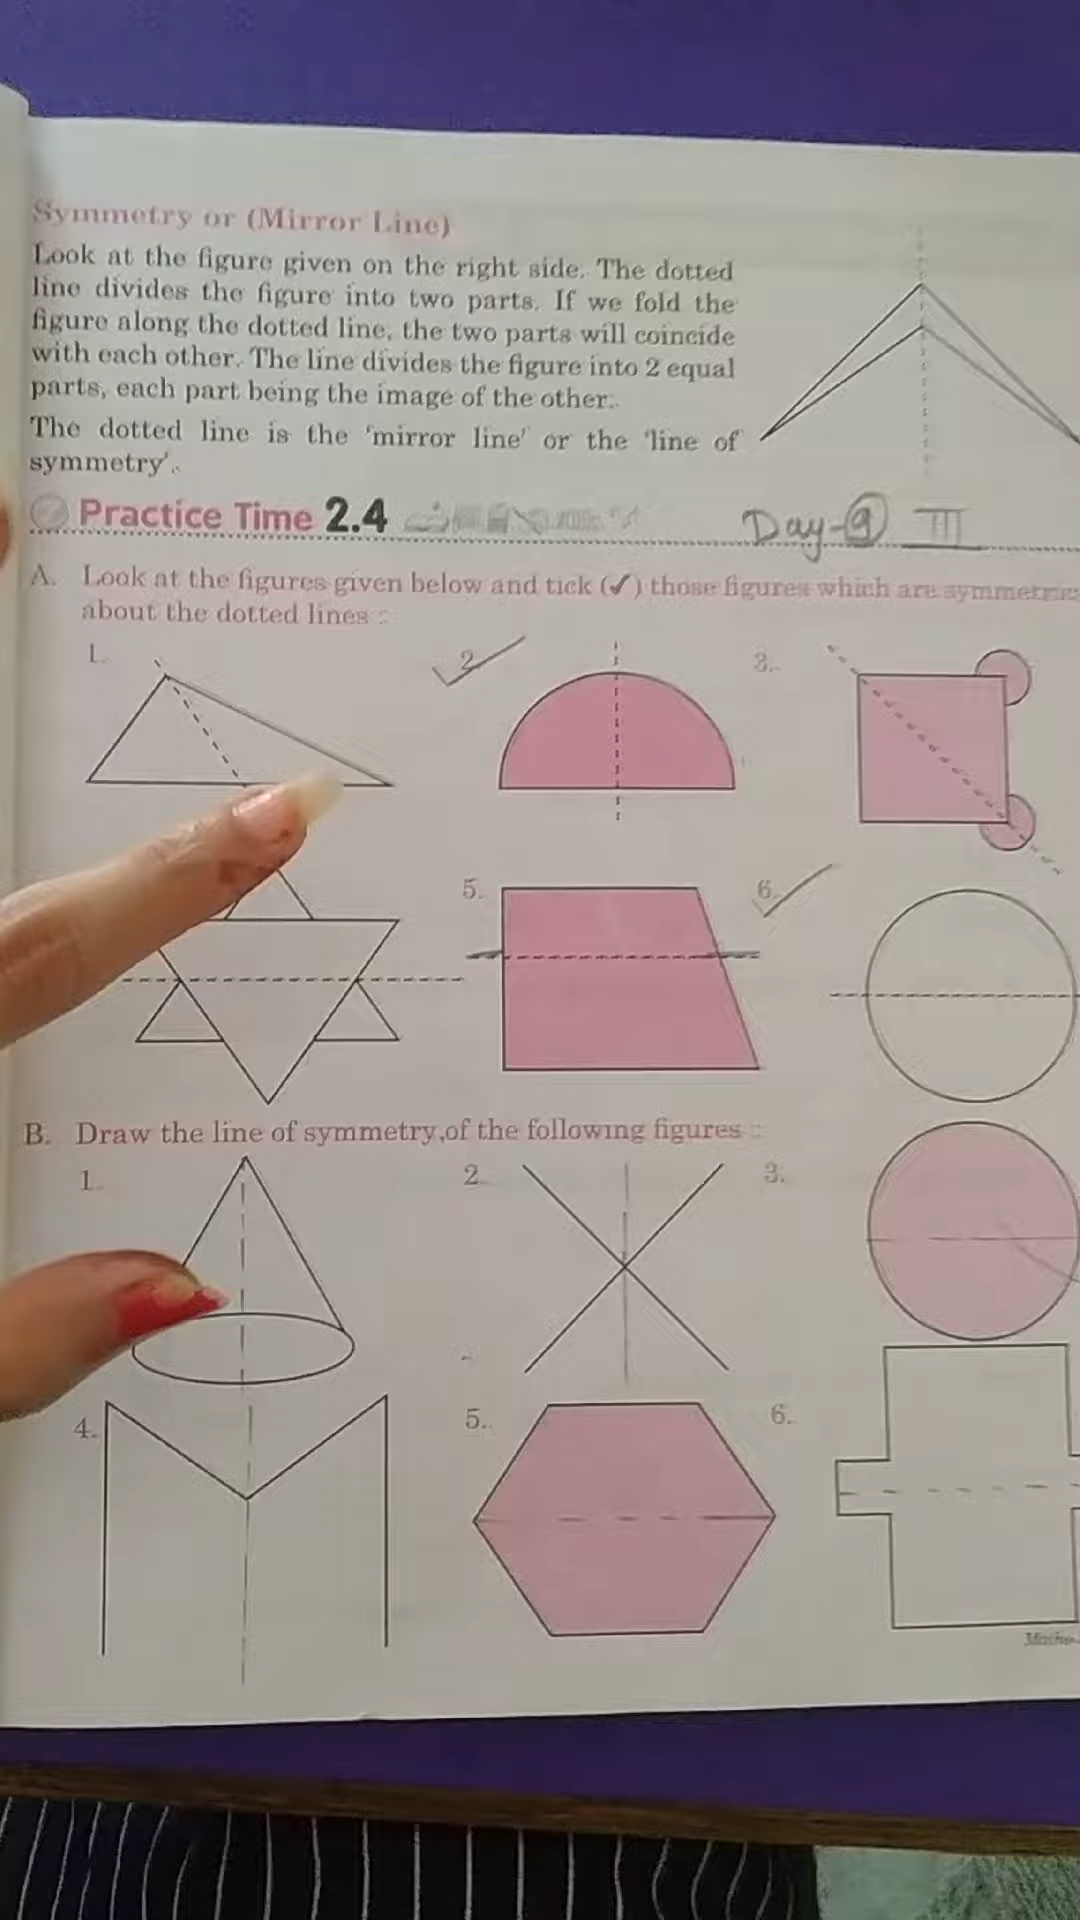 Symmetry or (Mirror Line)
Look at the figure given on the right side. The dotted
line divides the figure into two parts. If we fold the
figure along the dotted line, the two parts will coincide
with each other. The line divides the figure into 2 equal
parts, each part being the image of the other.
The dotted line is the 'mirror line' or the 'line of
symmetry'.
Practice Time 2.4
Day-9 III
A. Look at the figures given below and tick (✓) those figures which are
about the dotted lines :
1. 2. 3.
5. 6.
B. Draw the line of symmetry,of the following figures :
1. 2. 3.
4. 5. 6.